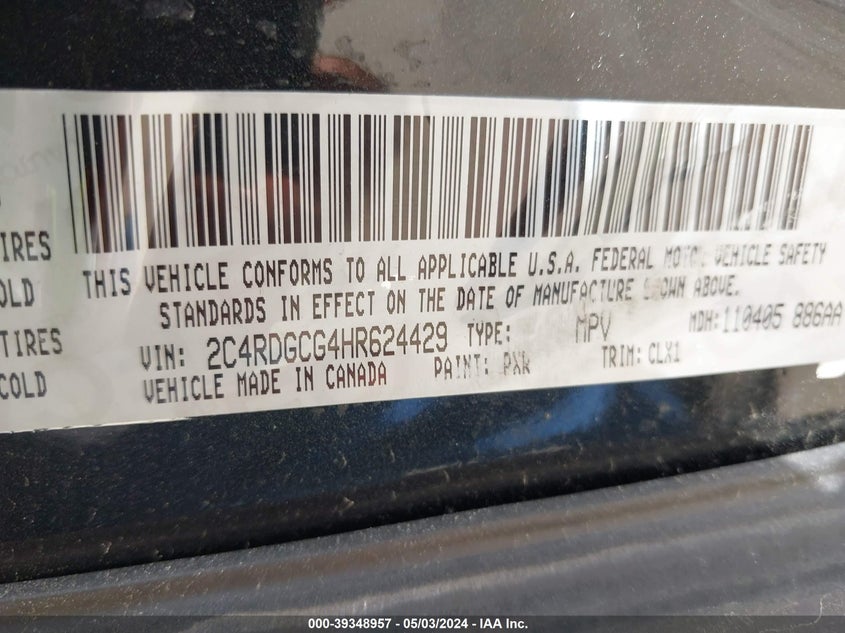 IRES
OLD
TIRES
COLD
THIS VEHICLE CONFORMS TO ALL APPLICABLE U.S.A. FEDERAL MOTOR VEHICLE SAFETY
STANDARDS IN EFFECT ON THE DATE OF MANUFACTURE SHOWN ABOVE.
VIN: 2C4RDGCG4HR624429 TYPE: MPV MDH: 110405 886AA
VEHICLE MADE IN CANADA PAINT: PXR TRIM: CLX1
000-39348957 — 05/03/2024 — IAA Inc.